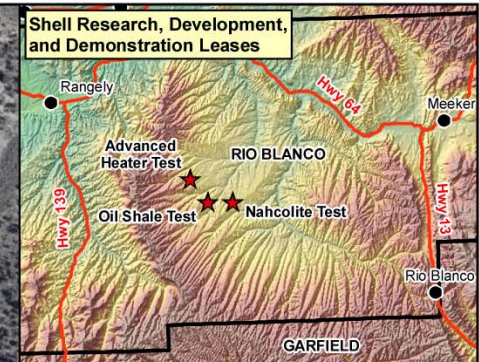 Shell Research, Development,
and Demonstration Leases
Rangely
Hwy 64
Meeker
Advanced
Heater Test
RIO BLANCO
Oil Shale Test
Nahcolite Test
Hwy 139
Hwy 13
Rio Blanco
GARFIELD